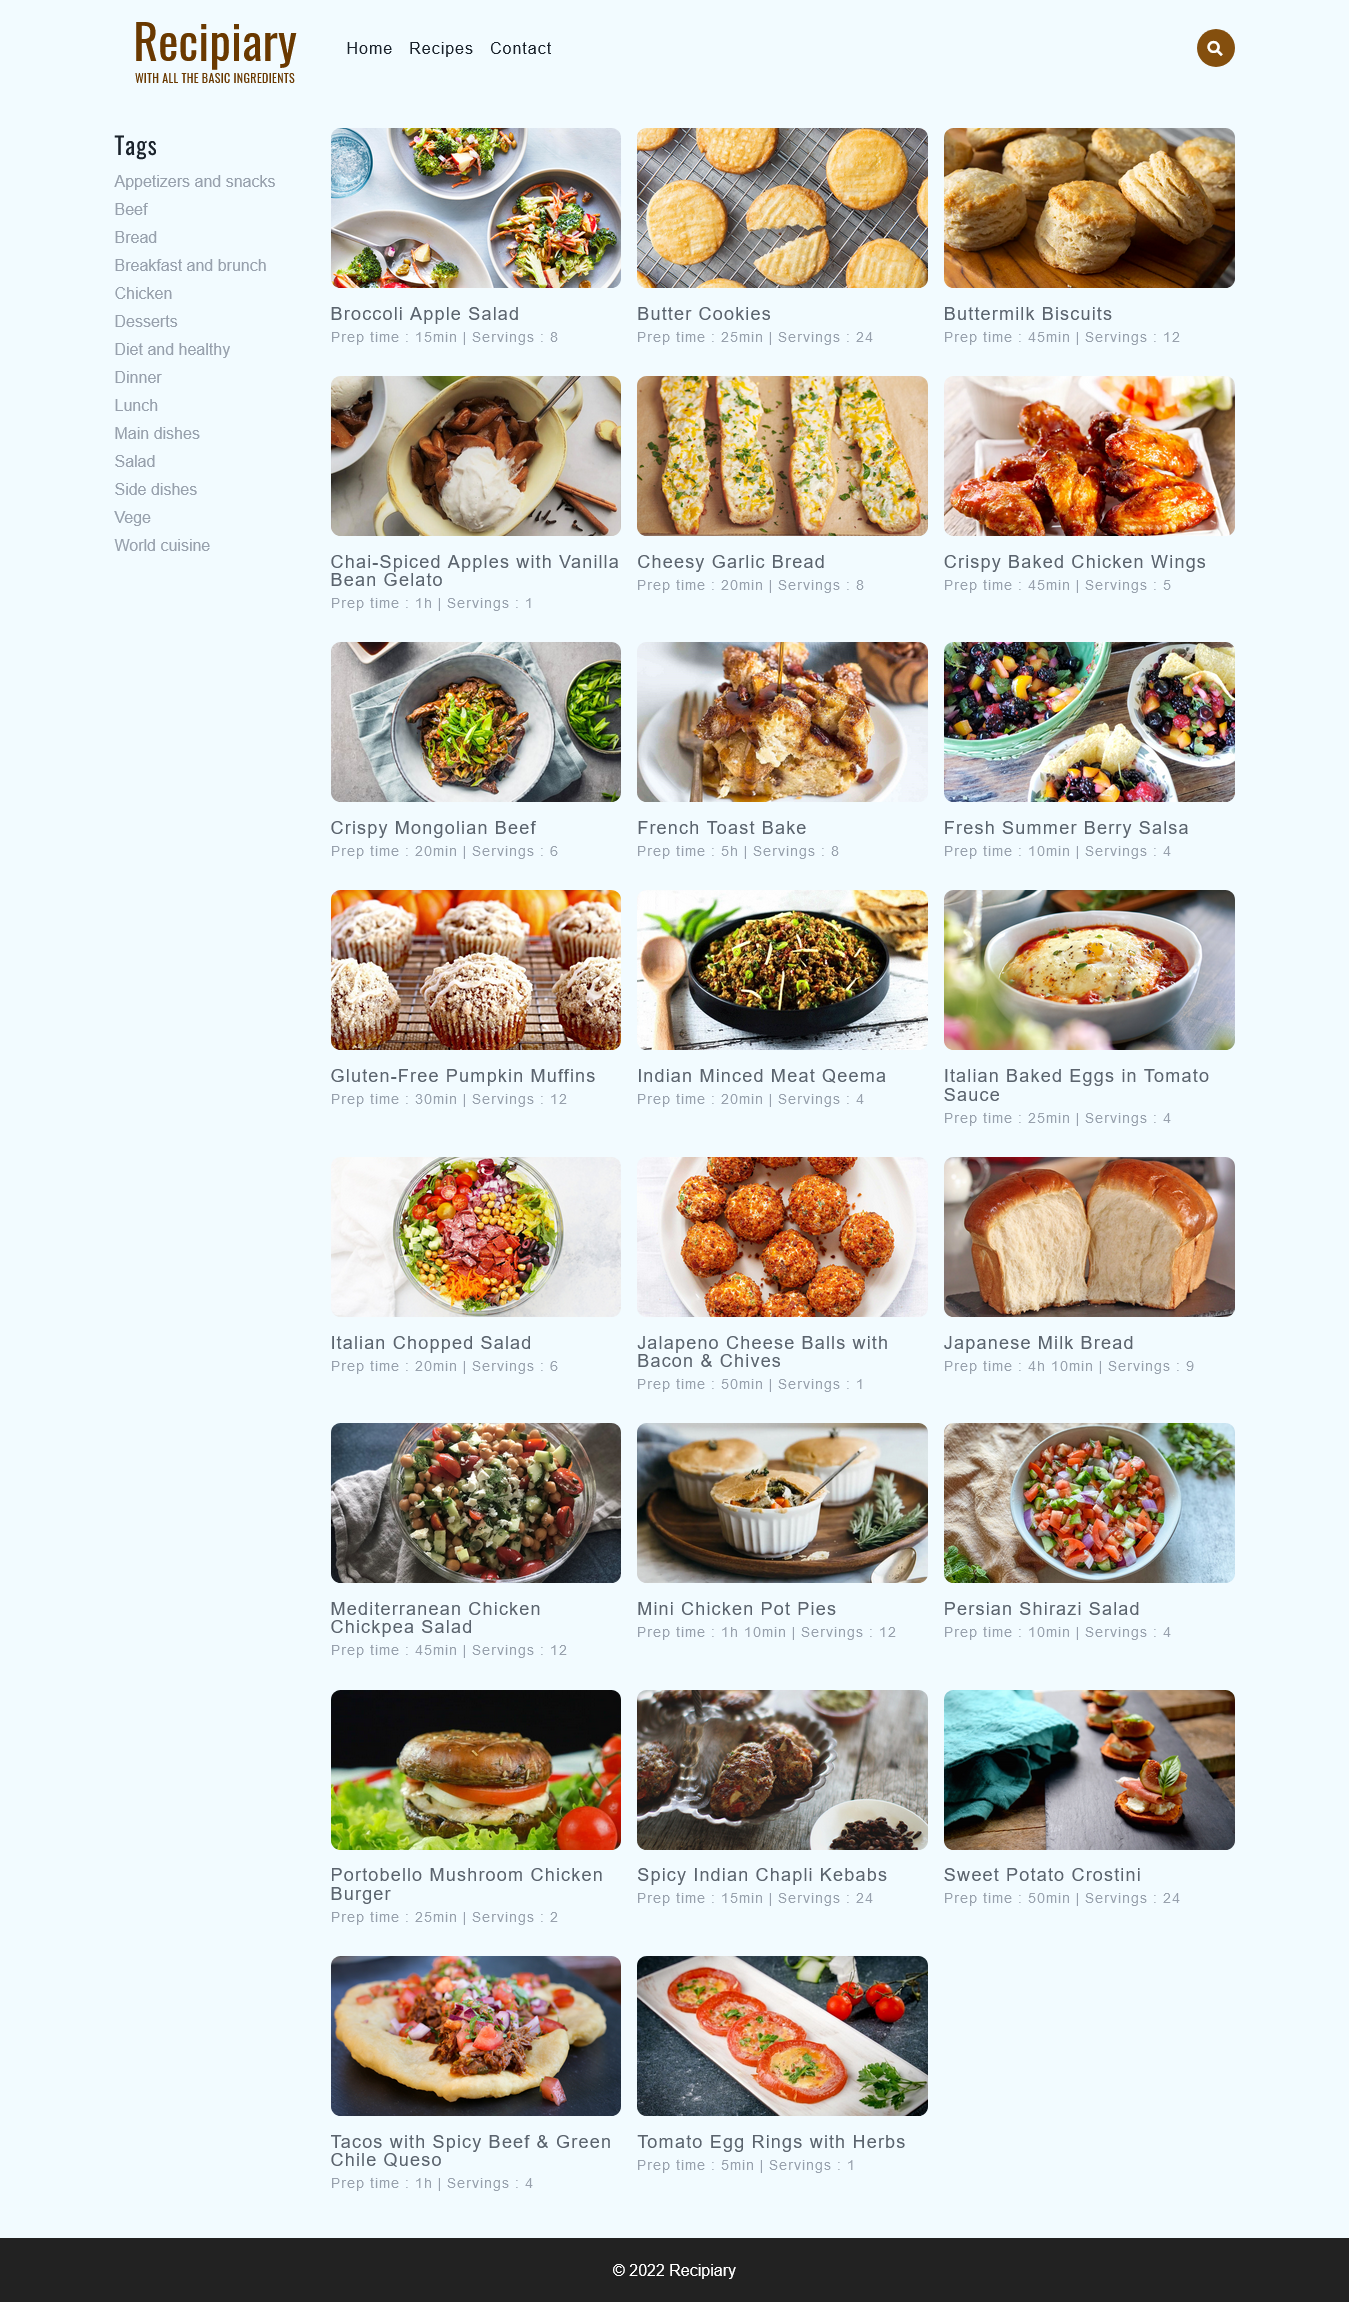 Recipiary
WITH ALL THE BASIC INGREDIENTS
Home Recipes Contact
Tags
Appetizers and snacks
Beef
Bread
Breakfast and brunch
Chicken
Desserts
Diet and healthy
Dinner
Lunch
Main dishes
Salad
Side dishes
Vege
World cuisine
Broccoli Apple Salad
Prep time : 15min | Servings : 8
Butter Cookies
Prep time : 25min | Servings : 24
Buttermilk Biscuits
Prep time : 45min | Servings : 12
Chai-Spiced Apples with Vanilla
Bean Gelato
Prep time : 1h | Servings : 1
Cheesy Garlic Bread
Prep time : 20min | Servings : 8
Crispy Baked Chicken Wings
Prep time : 45min | Servings : 5
Crispy Mongolian Beef
Prep time : 20min | Servings : 6
French Toast Bake
Prep time : 5h | Servings : 8
Fresh Summer Berry Salsa
Prep time : 10min | Servings : 4
Gluten-Free Pumpkin Muffins
Prep time : 30min | Servings : 12
Indian Minced Meat Qeema
Prep time : 20min | Servings : 4
Italian Baked Eggs in Tomato
Sauce
Prep time : 25min | Servings : 4
Italian Chopped Salad
Prep time : 20min | Servings : 6
Jalapeno Cheese Balls with
Bacon & Chives
Prep time : 50min | Servings : 1
Japanese Milk Bread
Prep time : 4h 10min | Servings : 9
Mediterranean Chicken
Chickpea Salad
Prep time : 45min | Servings : 12
Mini Chicken Pot Pies
Prep time : 1h 10min | Servings : 12
Persian Shirazi Salad
Prep time : 10min | Servings : 4
Portobello Mushroom Chicken
Burger
Prep time : 25min | Servings : 2
Spicy Indian Chapli Kebabs
Prep time : 15min | Servings : 24
Sweet Potato Crostini
Prep time : 50min | Servings : 24
Tacos with Spicy Beef & Green
Chile Queso
Prep time : 1h | Servings : 4
Tomato Egg Rings with Herbs
Prep time : 5min | Servings : 1
© 2022 Recipiary